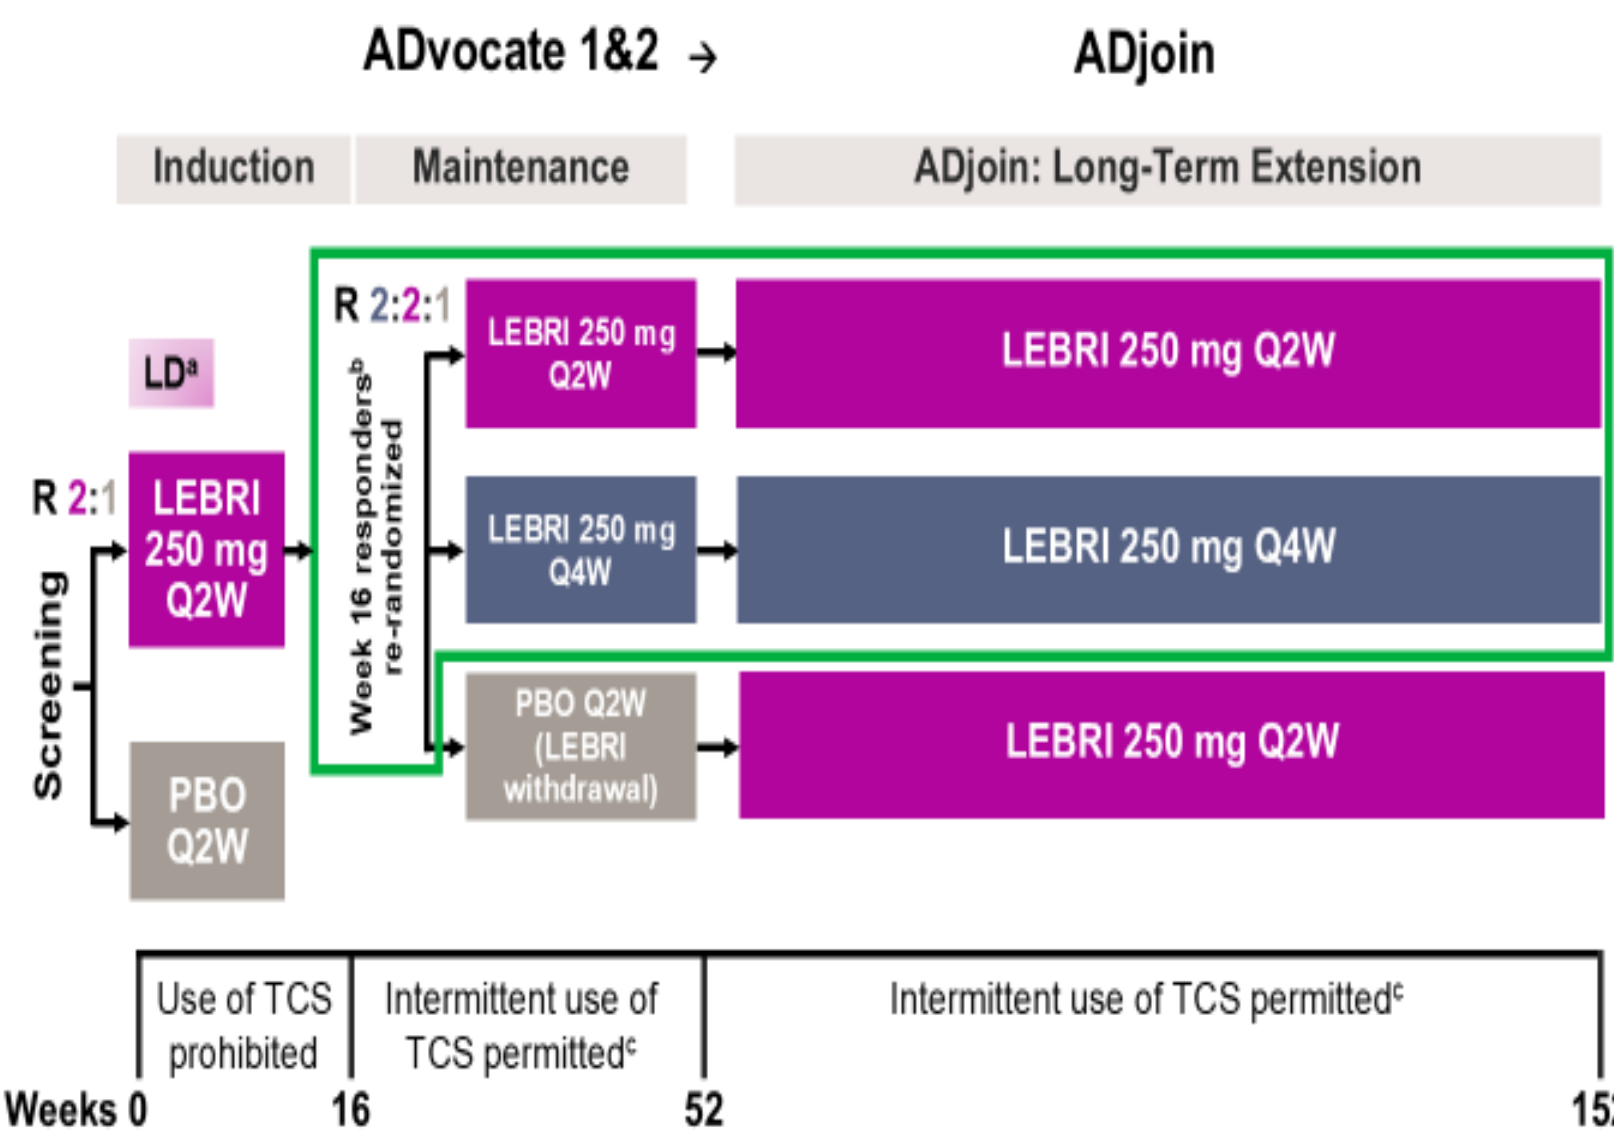 ADvocate 1&2 → ADjoin
Induction
Maintenance
ADjoin: Long-Term Extension
LDᵃ
R 2:1
Screening
LEBRI
250 mg
Q2W
PBO
Q2W
R 2:2:1
Week 16 respondersᵇ
re-randomized
LEBRI 250 mg
Q2W
LEBRI 250 mg Q2W
LEBRI 250 mg
Q4W
LEBRI 250 mg Q4W
PBO Q2W
(LEBRI
withdrawal)
LEBRI 250 mg Q2W
Use of TCS
prohibited
Intermittent use of
TCS permittedᶜ
Intermittent use of TCS permittedᶜ
Weeks 0 16 52